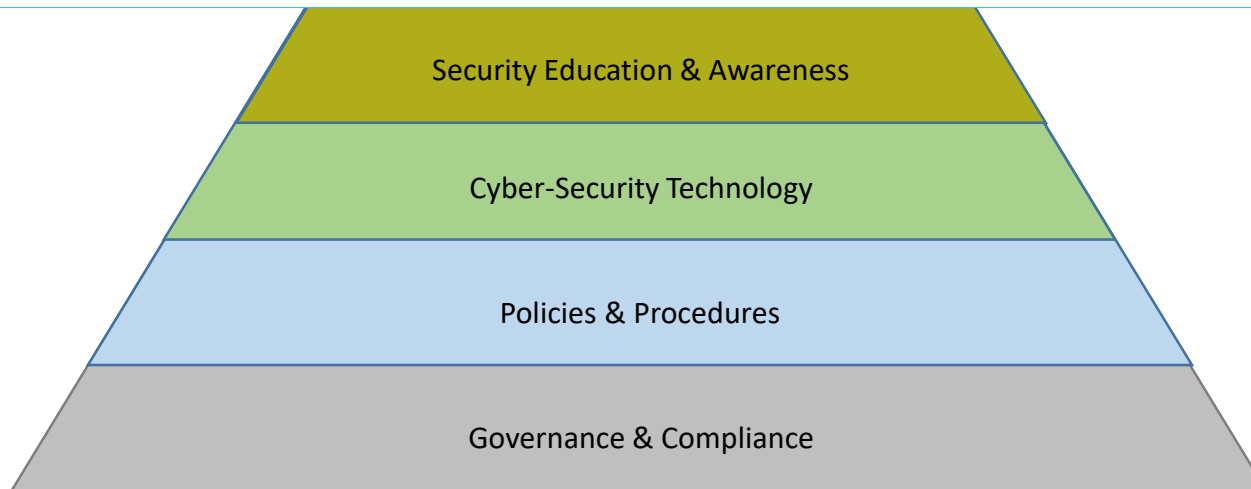 Security Education & Awareness
Cyber-Security Technology
Policies & Procedures
Governance & Compliance